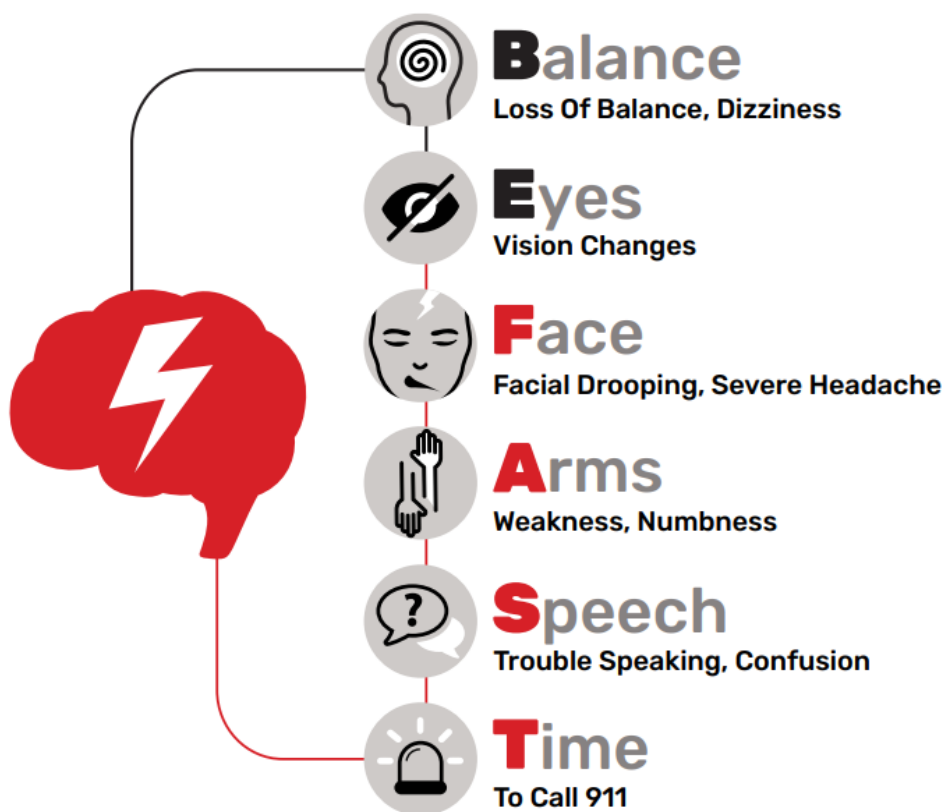 Balance
Loss Of Balance, Dizziness
Eyes
Vision Changes
Face
Facial Drooping, Severe Headache
Arms
Weakness, Numbness
?
Speech
Trouble Speaking, Confusion
Time
To Call 911